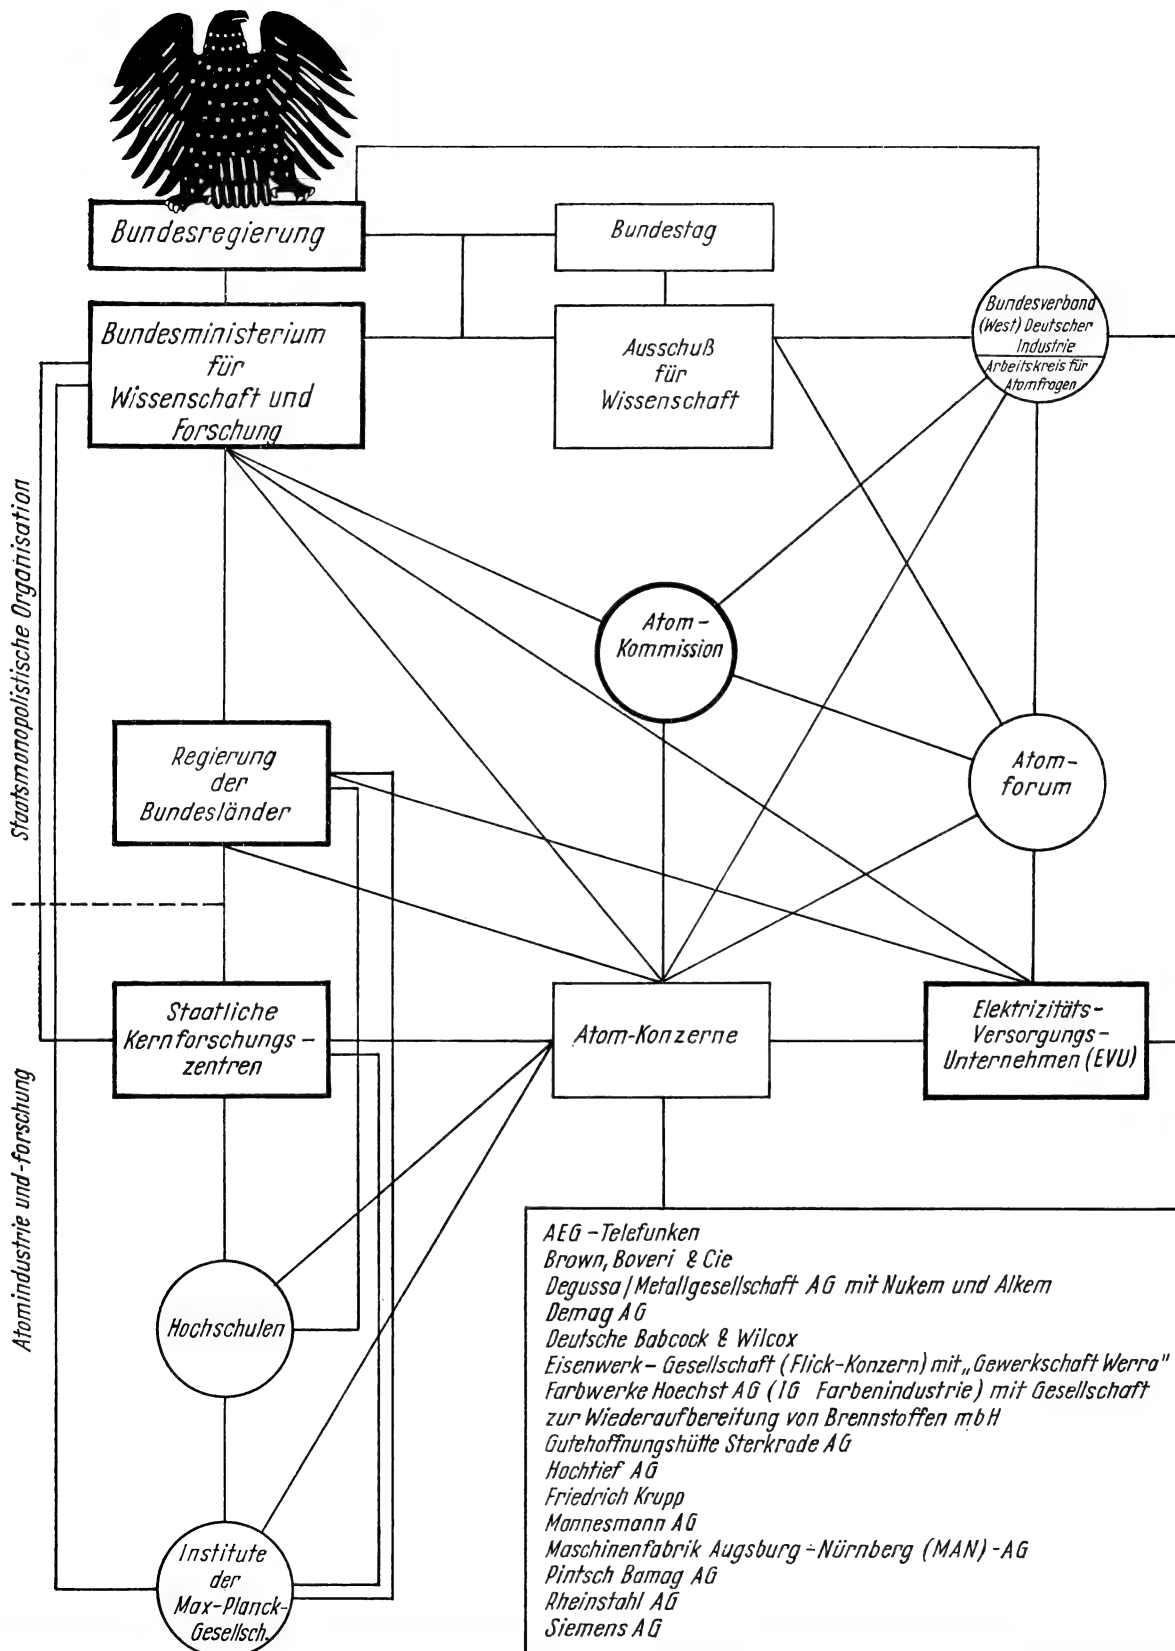 Bundesregierung
Bundestag
Bundesverband
(West) Deutscher
Industrie
Arbeitskreis für
Atomfragen
Bundesministerium
für
Wissenschaft und
Forschung
Ausschuß
für
Wissenschaft
Staatsmonopolistische Organisation
Atom-
Kommission
Regierung
der
Bundesländer
Atom-
forum
Staatliche
Kernforschungs-
zentren
Atom-Konzerne
Elektrizitäts-
Versorgungs-
Unternehmen (EVU)
Atomindustrie und-forschung
Hochschulen
Institute
der
Max-Planck-
Gesellsch.
AEG-Telefunken
Brown, Boveri & Cie
Degussa/Metallgesellschaft AG mit Nukem und Alkem
Demag AG
Deutsche Babcock & Wilcox
Eisenwerk-Gesellschaft (Flick-Konzern) mit „Gewerkschaft Werra"
Farbwerke Hoechst AG (IG Farbenindustrie) mit Gesellschaft
zur Wiederaufbereitung von Brennstoffen mbH
Gutehoffnungshütte Sterkrade AG
Hochtief AG
Friedrich Krupp
Mannesmann AG
Maschinenfabrik Augsburg-Nürnberg (MAN)-AG
Pintsch Bamag AG
Rheinstahl AG
Siemens AG